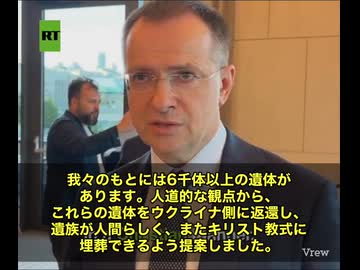 RT
我々のもとには6千体以上の遺体が
あります。人道的な観点から、
これらの遺体をウクライナ側に返還し、
遺族が人間らしく、またキリスト教式に
埋葬できるよう提案しました。
Vrew